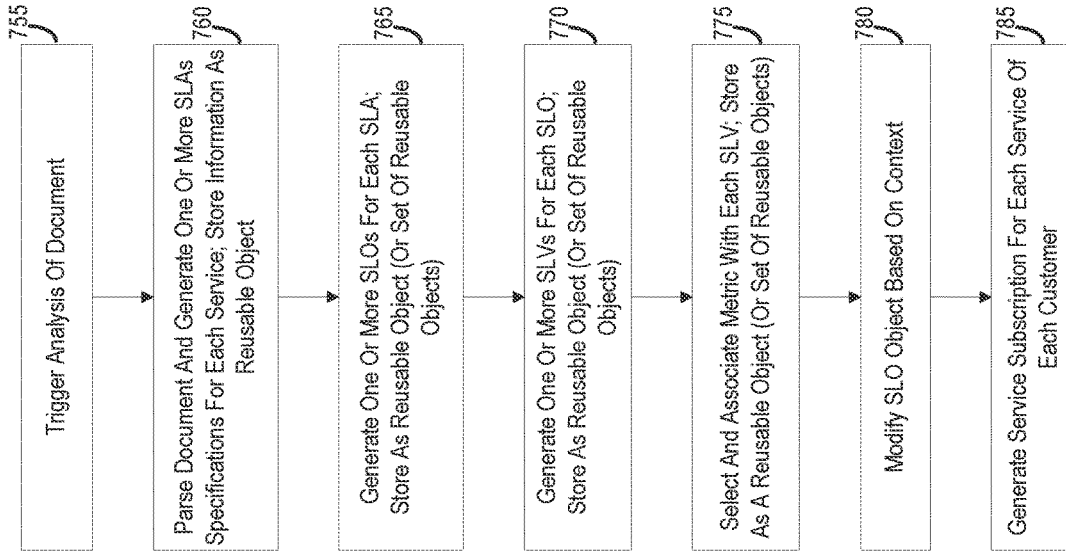 755
Trigger Analysis Of Document
760
Parse Document And Generate One Or More SLAs
Specifications For Each Service; Store Information As
Reusable Object
765
Generate One Or More SLOs For Each SLA;
Store As Reusable Object (Or Set Of Reusable
Objects)
770
Generate One Or More SLVs For Each SLO;
Store As Reusable Object (Or Set Of Reusable
Objects)
775
Select And Associate Metric With Each SLV; Store
As A Reusable Object (Or Set Of Reusable Objects)
780
Modify SLO Object Based On Context
785
Generate Service Subscription For Each Service Of
Each Customer